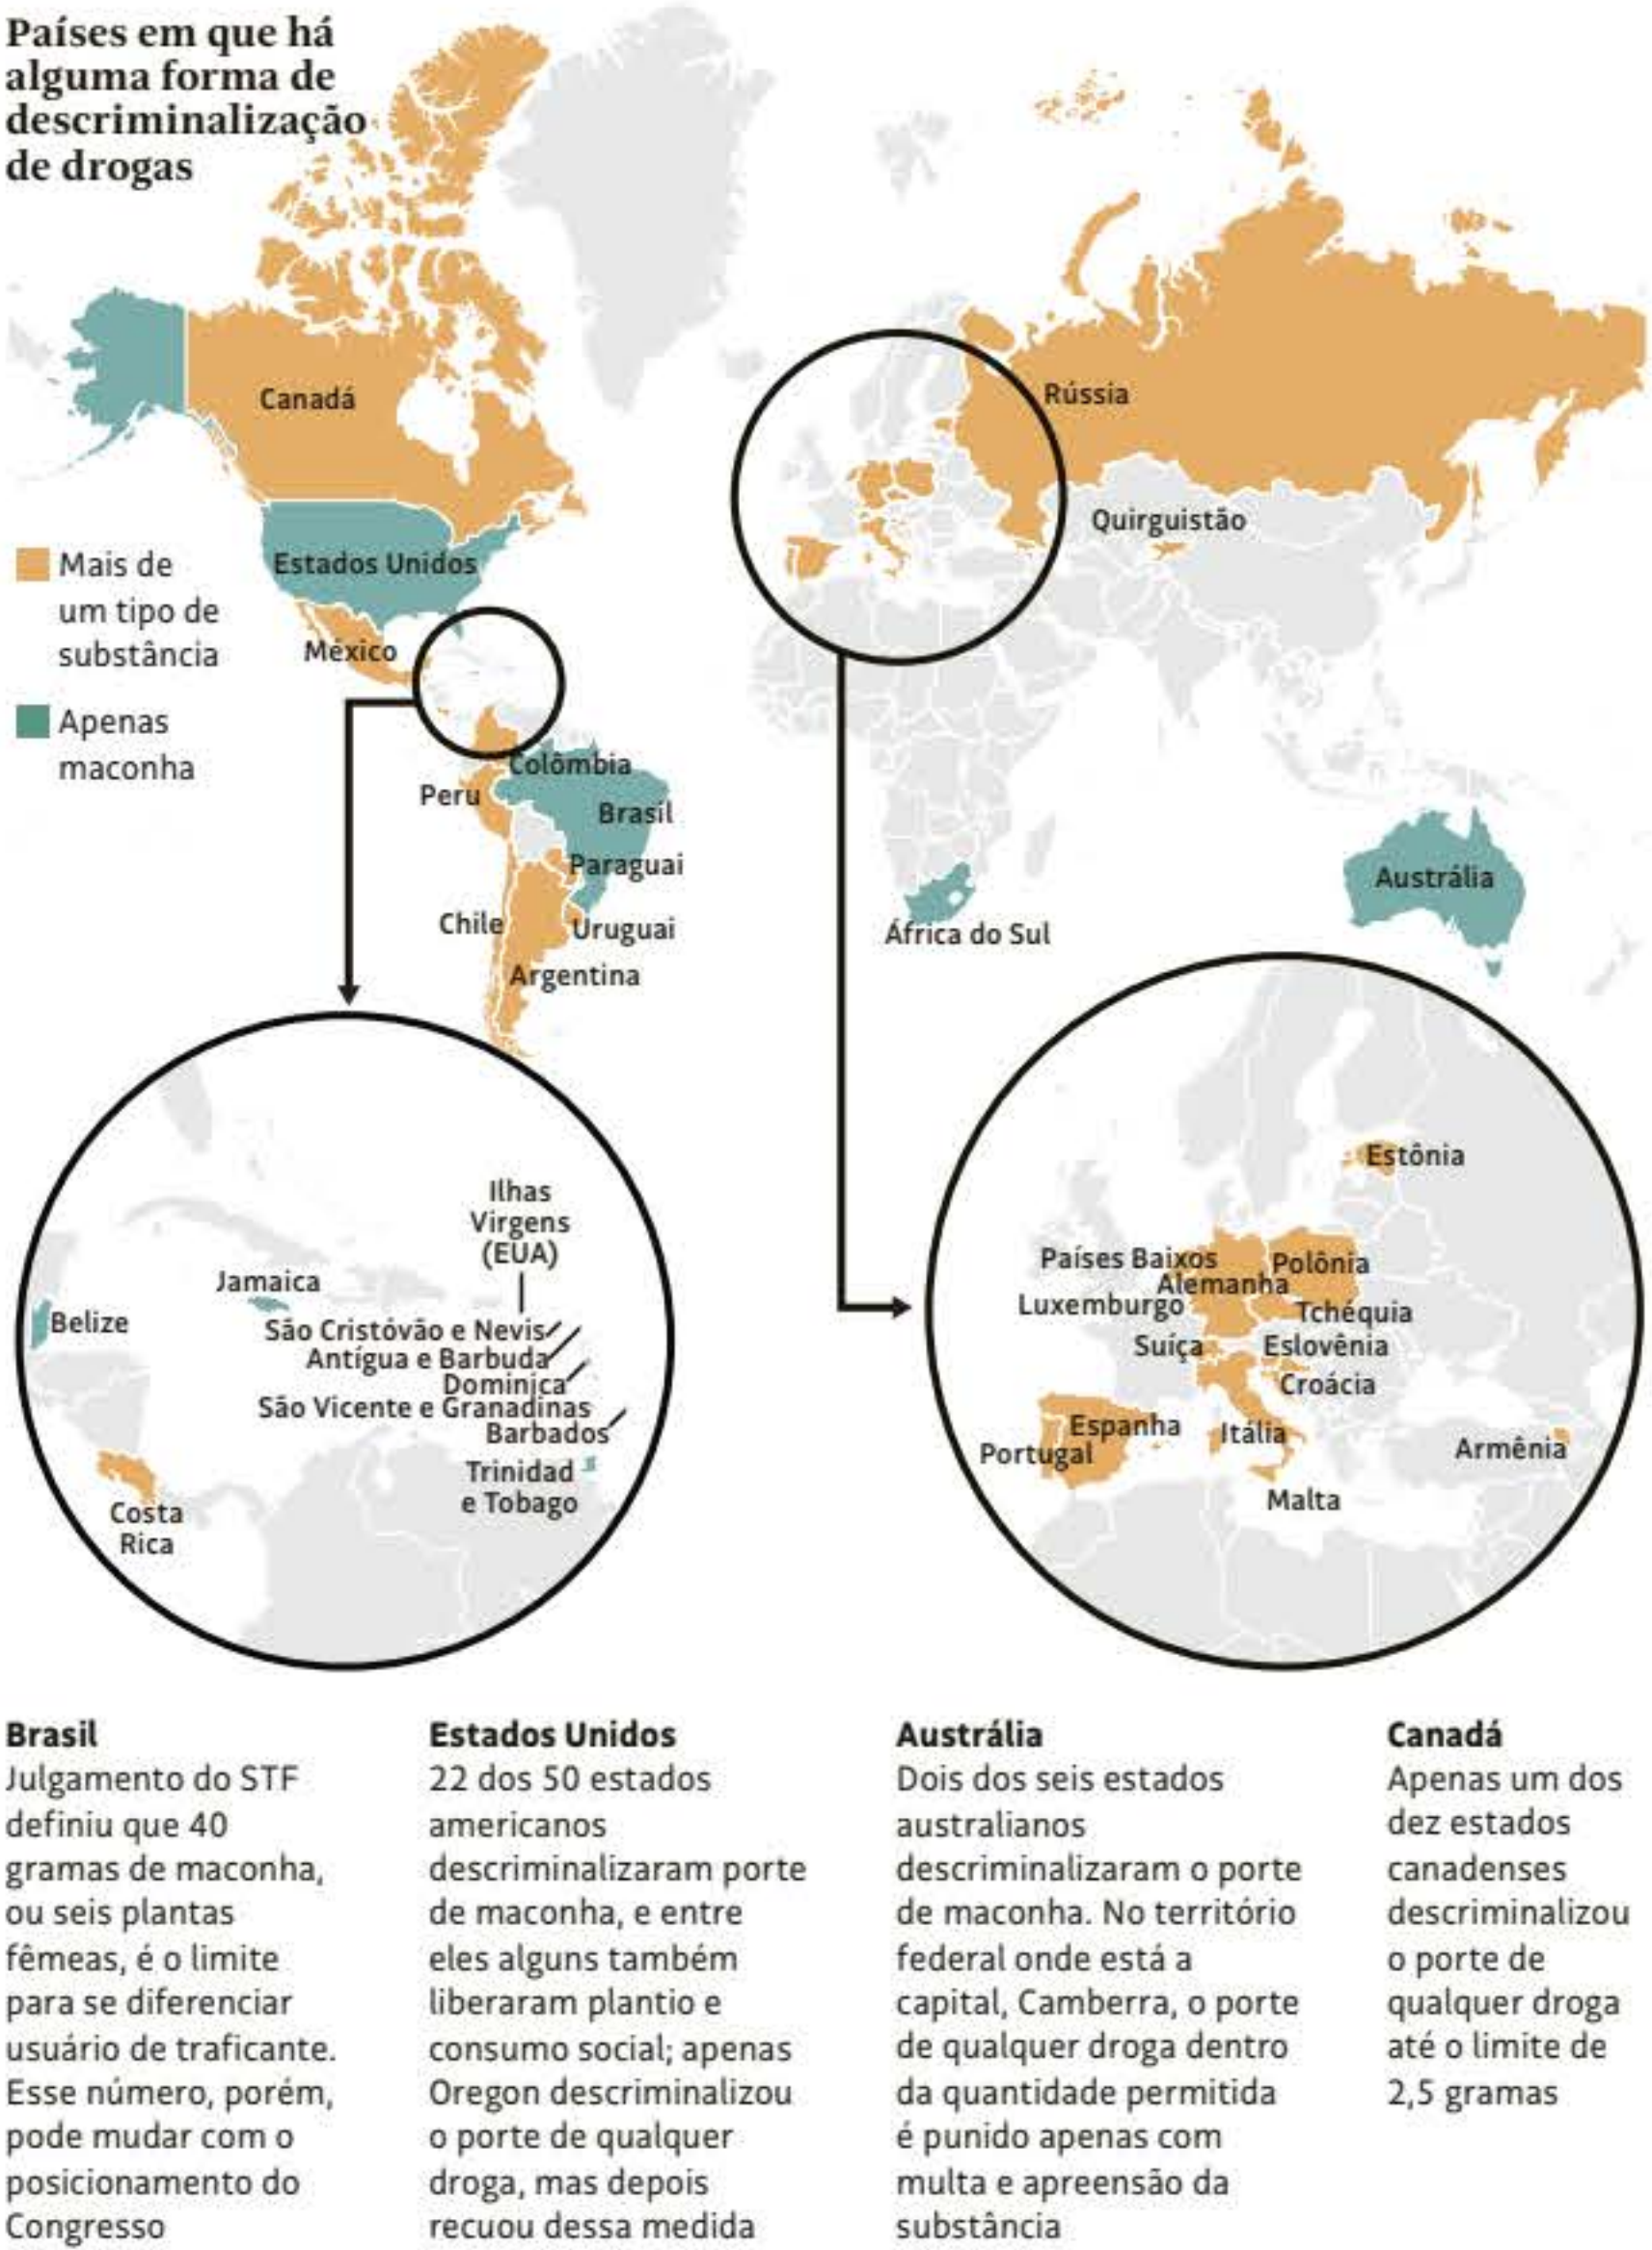 Países em que há
alguma forma de
descriminalização
de drogas
Canadá
Rússia
Quirguistão
Estados Unidos
Mais de
um tipo de
substância
México
Apenas
maconha
Colômbia
Peru
Brasil
Paraguai
Chile
Uruguai
Argentina
África do Sul
Austrália
Ilhas
Virgens
(EUA)
Jamaica
Belize
São Cristóvão e Nevis
Antígua e Barbuda
Dominica
São Vicente e Granadinas
Barbados
Trinidad
e Tobago
Costa
Rica
Estônia
Países Baixos
Polônia
Alemanha
Luxemburgo
Tchéquia
Suíça
Eslovênia
Croácia
Espanha
Itália
Portugal
Armênia
Malta
Brasil
Julgamento do STF
definiu que 40
gramas de maconha,
ou seis plantas
fêmeas, é o limite
para se diferenciar
usuário de traficante.
Esse número, porém,
pode mudar com o
posicionamento do
Congresso
Estados Unidos
22 dos 50 estados
americanos
descriminalizaram porte
de maconha, e entre
eles alguns também
liberaram plantio e
consumo social; apenas
Oregon descriminalizou
o porte de qualquer
droga, mas depois
recuou dessa medida
Austrália
Dois dos seis estados
australianos
descriminalizaram o porte
de maconha. No território
federal onde está a
capital, Camberra, o porte
de qualquer droga dentro
da quantidade permitida
é punido apenas com
multa e apreensão da
substância
Canadá
Apenas um dos
dez estados
canadenses
descriminalizou
o porte de
qualquer droga
até o limite de
2,5 gramas